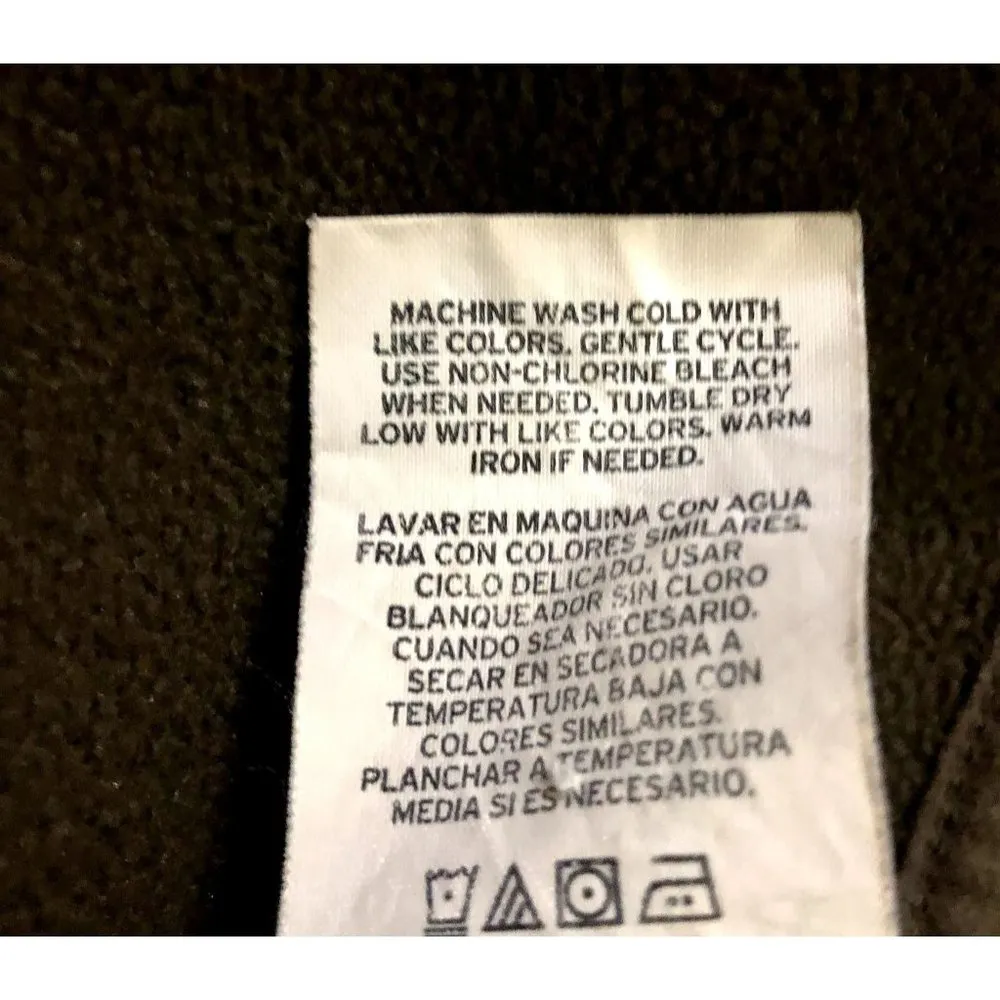 MACHINE WASH COLD WITH
LIKE COLORS. GENTLE CYCLE.
USE NON-CHLORINE BLEACH
WHEN NEEDED. TUMBLE DRY
LOW WITH LIKE COLORS. WARM
IRON IF NEEDED.
LAVAR EN MAQUINA CON AGUA
FRIA CON COLORES SIMILARES.
CICLO DELICADO. USAR
BLANQUEADOR SIN CLORO
CUANDO SEA NECESARIO.
SECAR EN SECADORA A
TEMPERATURA BAJA CON
COLORES SIMILARES.
PLANCHAR A TEMPERATURA
MEDIA SI ES NECESARIO.